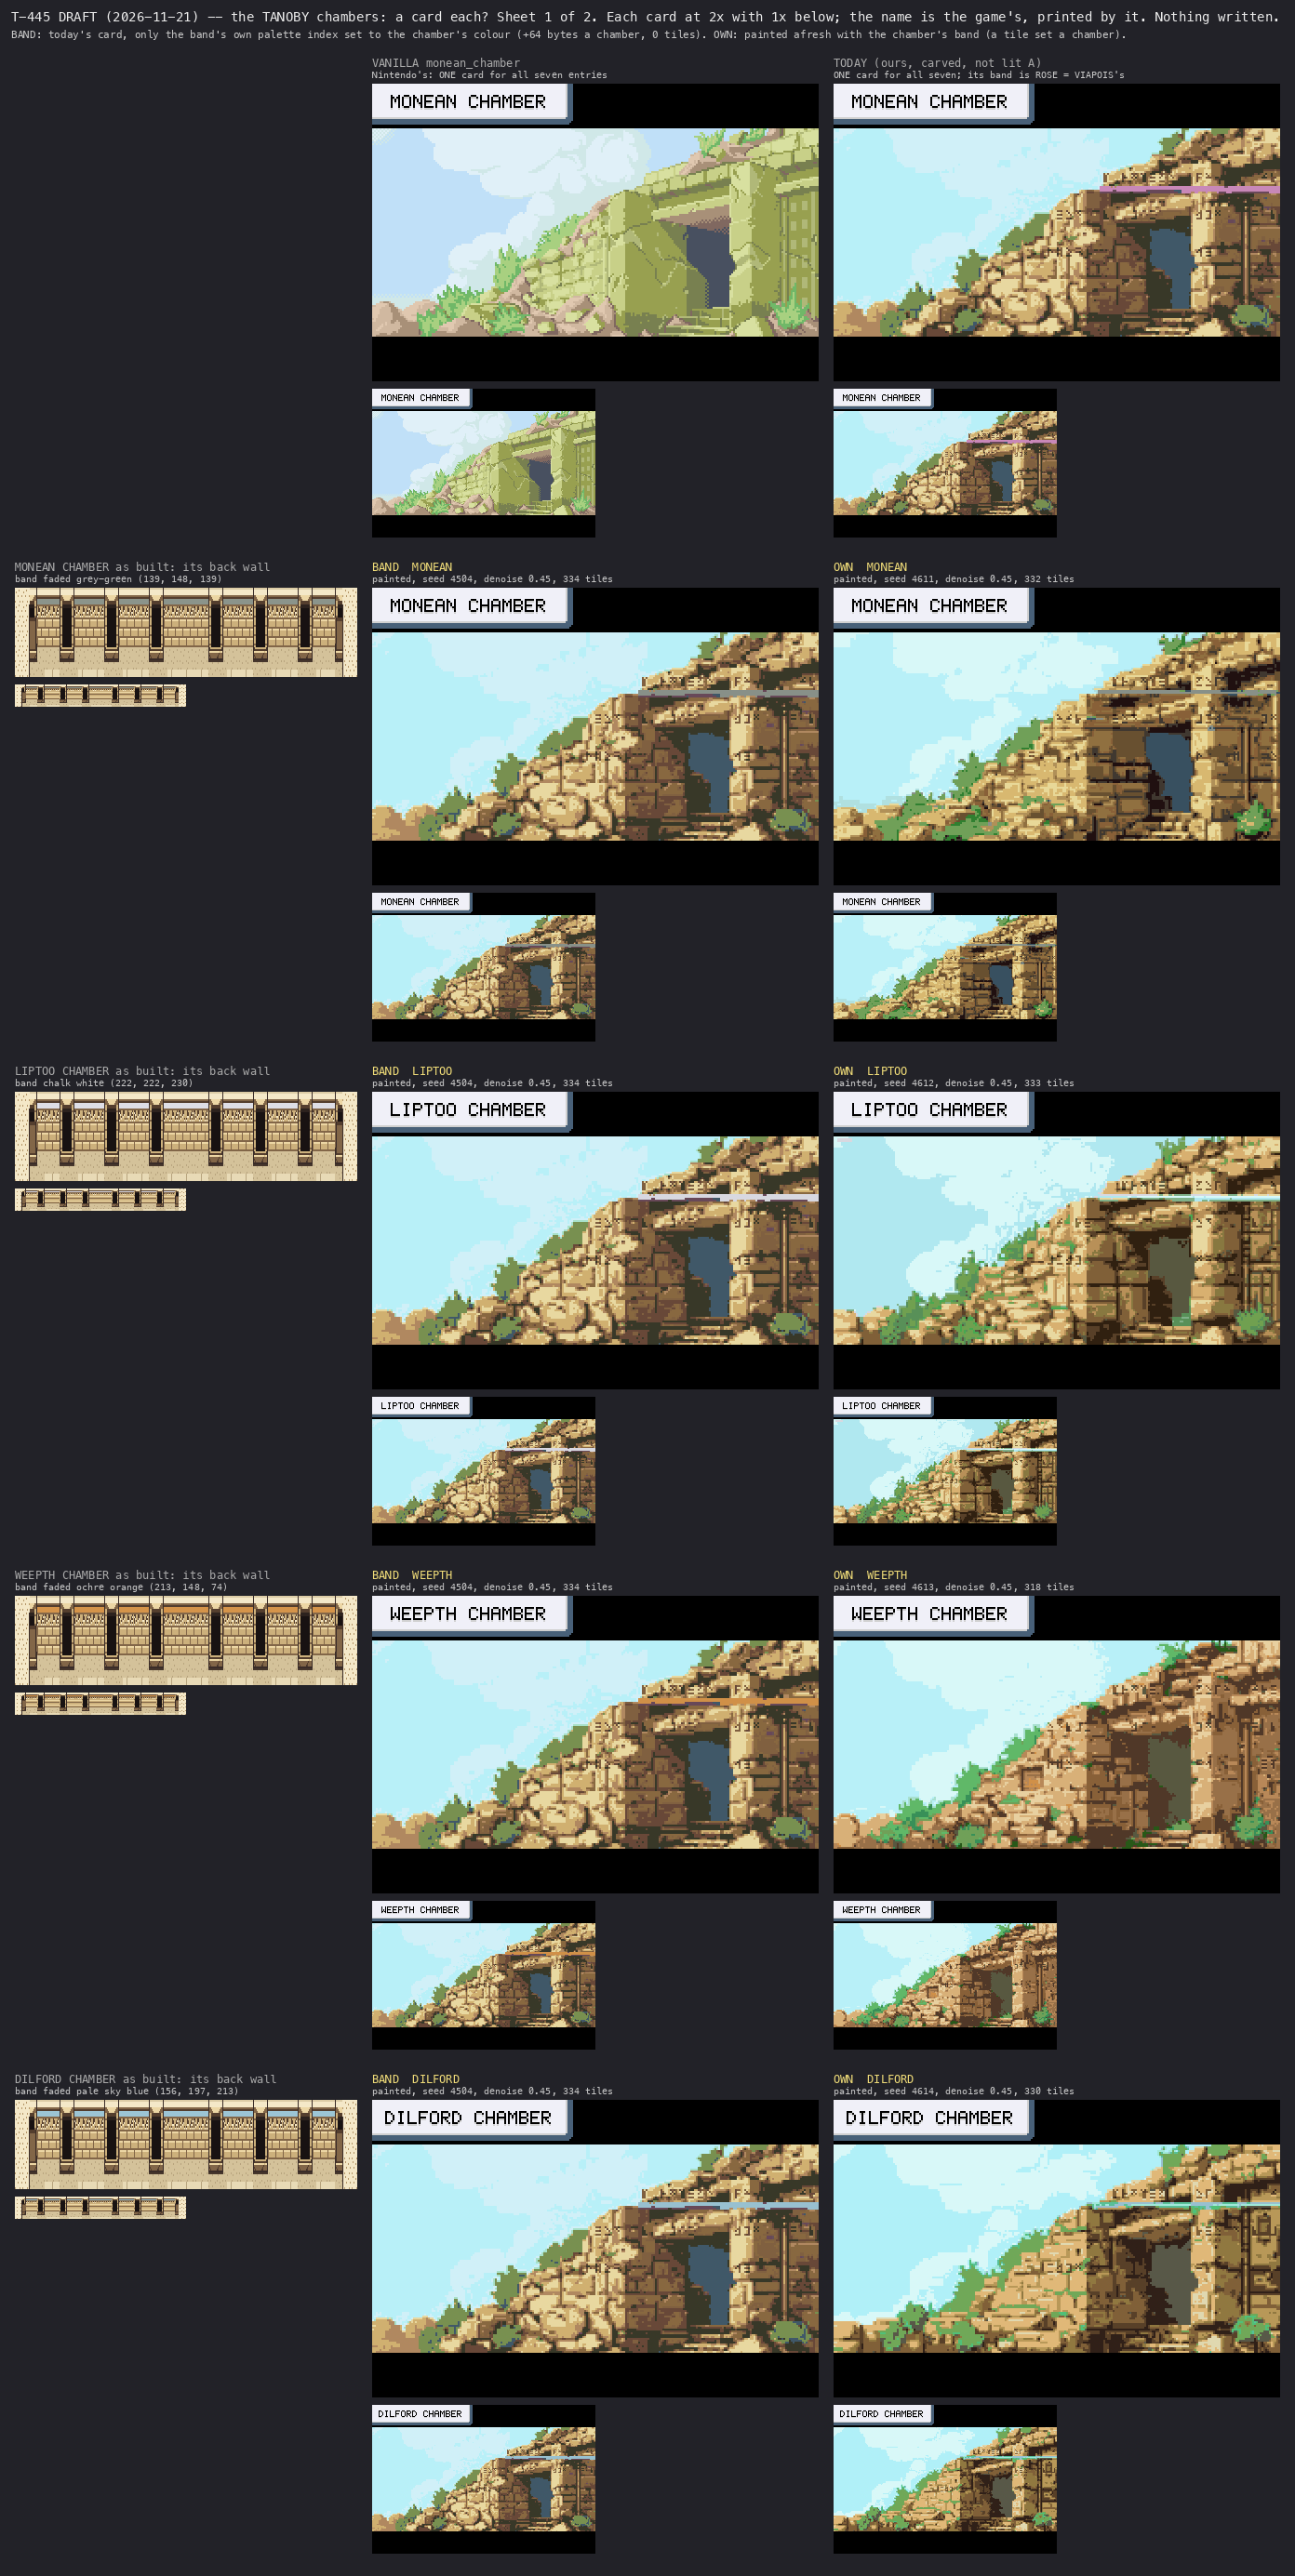 T-445 DRAFT (2026-11-21) -- the TANOBY chambers: a card each? Sheet 1 of 2. Each card at 2x with 1x below; the name is the game's, printed by it. Nothing written.
BAND: today's card, only the band's own palette index set to the chamber's colour (+64 bytes a chamber, 0 tiles). OWN: painted afresh with the chamber's band (a tile set a chamber).
VANILLA monean_chamber
Nintendo's: ONE card for all seven entries
MONEAN CHAMBER
MONEAN CHAMBER
TODAY (ours, carved, not lit A)
ONE card for all seven; its band is ROSE = VIAPOIS's
MONEAN CHAMBER
MONEAN CHAMBER
MONEAN CHAMBER as built: its back wall
band faded grey-green (139, 148, 139)
BAND MONEAN
painted, seed 4504, denoise 0.45, 334 tiles
MONEAN CHAMBER
MONEAN CHAMBER
OWN MONEAN
painted, seed 4611, denoise 0.45, 332 tiles
MONEAN CHAMBER
MONEAN CHAMBER
LIPTOO CHAMBER as built: its back wall
band chalk white (222, 222, 230)
BAND LIPTOO
painted, seed 4504, denoise 0.45, 334 tiles
LIPTOO CHAMBER
LIPTOO CHAMBER
OWN LIPTOO
painted, seed 4612, denoise 0.45, 333 tiles
LIPTOO CHAMBER
LIPTOO CHAMBER
WEEPTH CHAMBER as built: its back wall
band faded ochre orange (213, 148, 74)
BAND WEEPTH
painted, seed 4504, denoise 0.45, 334 tiles
WEEPTH CHAMBER
WEEPTH CHAMBER
OWN WEEPTH
painted, seed 4613, denoise 0.45, 318 tiles
WEEPTH CHAMBER
WEEPTH CHAMBER
DILFORD CHAMBER as built: its back wall
band faded pale sky blue (156, 197, 213)
BAND DILFORD
painted, seed 4504, denoise 0.45, 334 tiles
DILFORD CHAMBER
DILFORD CHAMBER
OWN DILFORD
painted, seed 4614, denoise 0.45, 330 tiles
DILFORD CHAMBER
DILFORD CHAMBER